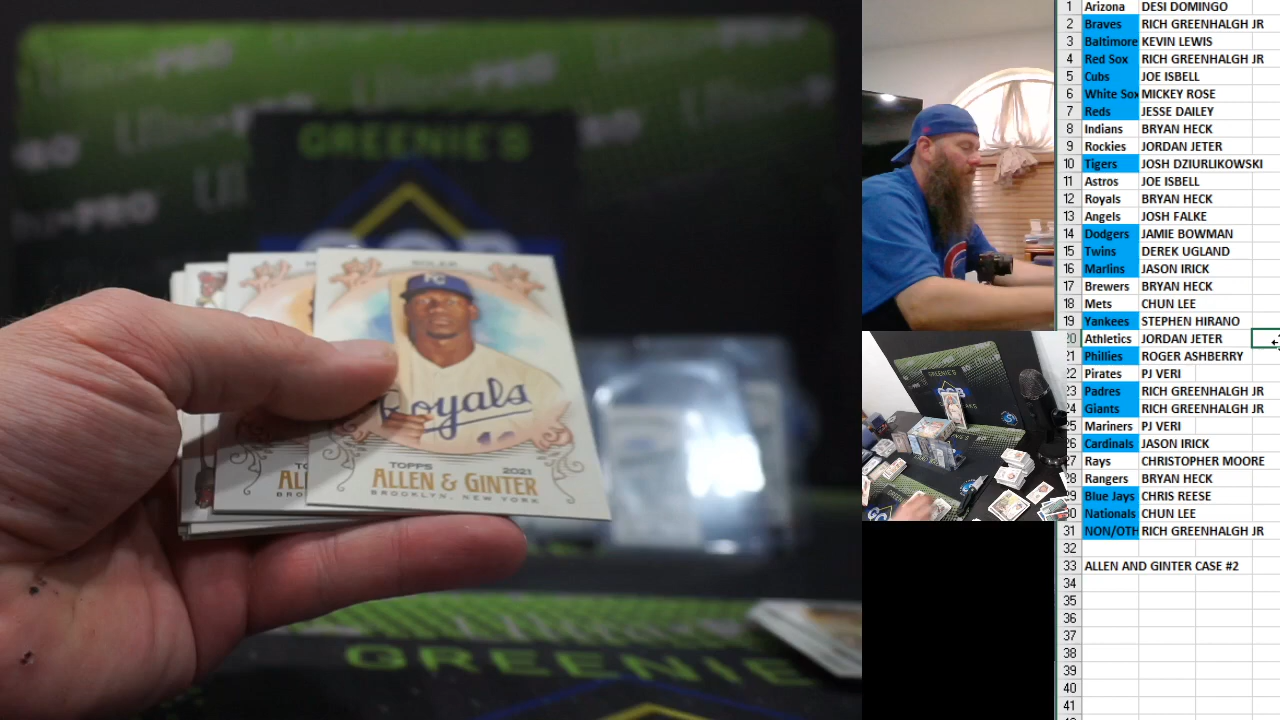 GREENIE'S
SOLER
KC
Royals
TOPPS 2021
ALLEN & GINTER
BROOKLYN, NEW YORK
GREENIE
1 Arizona DESI DOMINGO
2 Braves RICH GREENHALGH JR
3 Baltimore KEVIN LEWIS
4 Red Sox RICH GREENHALGH JR
5 Cubs JOE ISBELL
6 White Sox MICKEY ROSE
7 Reds JESSE DAILEY
8 Indians BRYAN HECK
9 Rockies JORDAN JETER
10 Tigers JOSH DZIURLIKOWSKI
11 Astros JOE ISBELL
12 Royals BRYAN HECK
13 Angels JOSH FALKE
14 Dodgers JAMIE BOWMAN
15 Twins DEREK UGLAND
16 Marlins JASON IRICK
17 Brewers BRYAN HECK
18 Mets CHUN LEE
19 Yankees STEPHEN HIRANO
20 Athletics JORDAN JETER
21 Phillies ROGER ASHBERRY
22 Pirates PJ VERI
23 Padres RICH GREENHALGH JR
24 Giants RICH GREENHALGH JR
25 Mariners PJ VERI
26 Cardinals JASON IRICK
27 Rays CHRISTOPHER MOORE
28 Rangers BRYAN HECK
29 Blue Jays CHRIS REESE
30 Nationals CHUN LEE
31 NON/OTH RICH GREENHALGH JR
32
33 ALLEN AND GINTER CASE #2
34
35
36
37
38
39
40
41